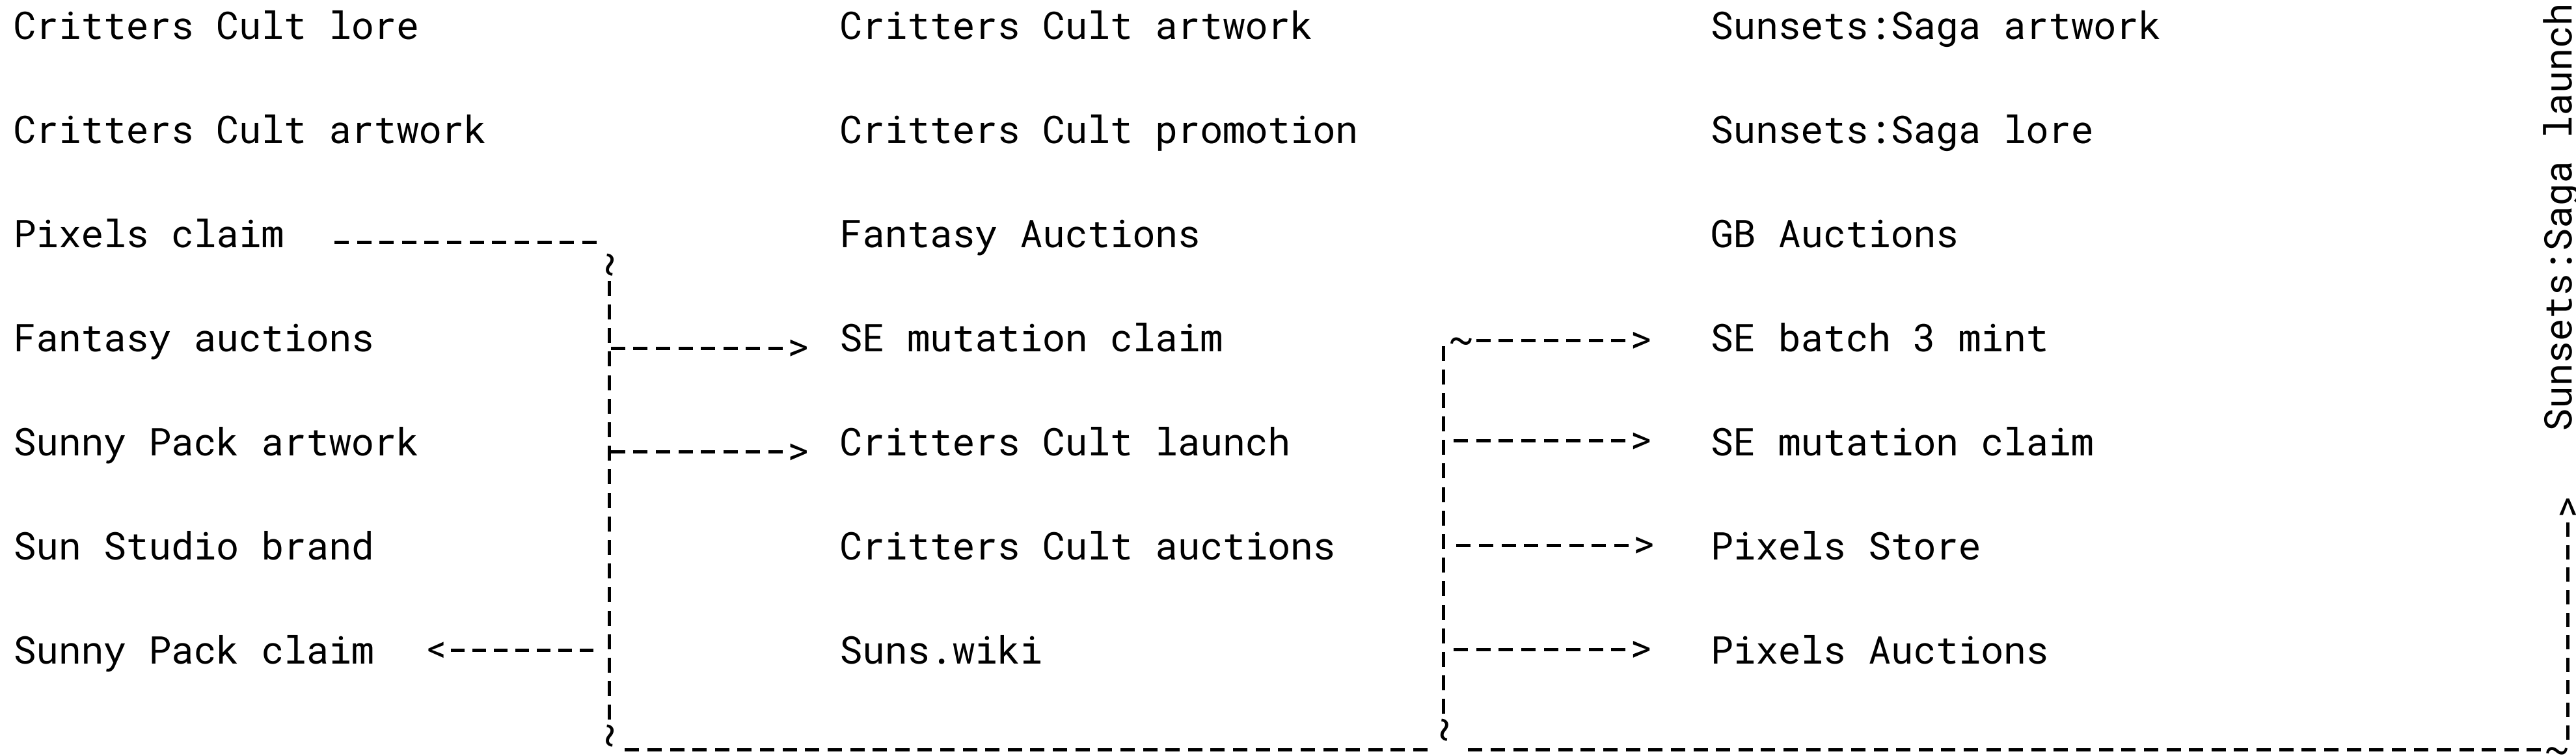 Critters Cult lore
Critters Cult artwork
Pixels claim
Fantasy auctions
Sunny Pack artwork
Sun Studio brand
Sunny Pack claim
Critters Cult artwork
Critters Cult promotion
Fantasy Auctions
SE mutation claim
Critters Cult launch
Critters Cult auctions
Suns.wiki
Sunsets:Saga artwork
Sunsets:Saga lore
GB Auctions
SE batch 3 mint
SE mutation claim
Pixels Store
Pixels Auctions
Sunsets:Saga launch